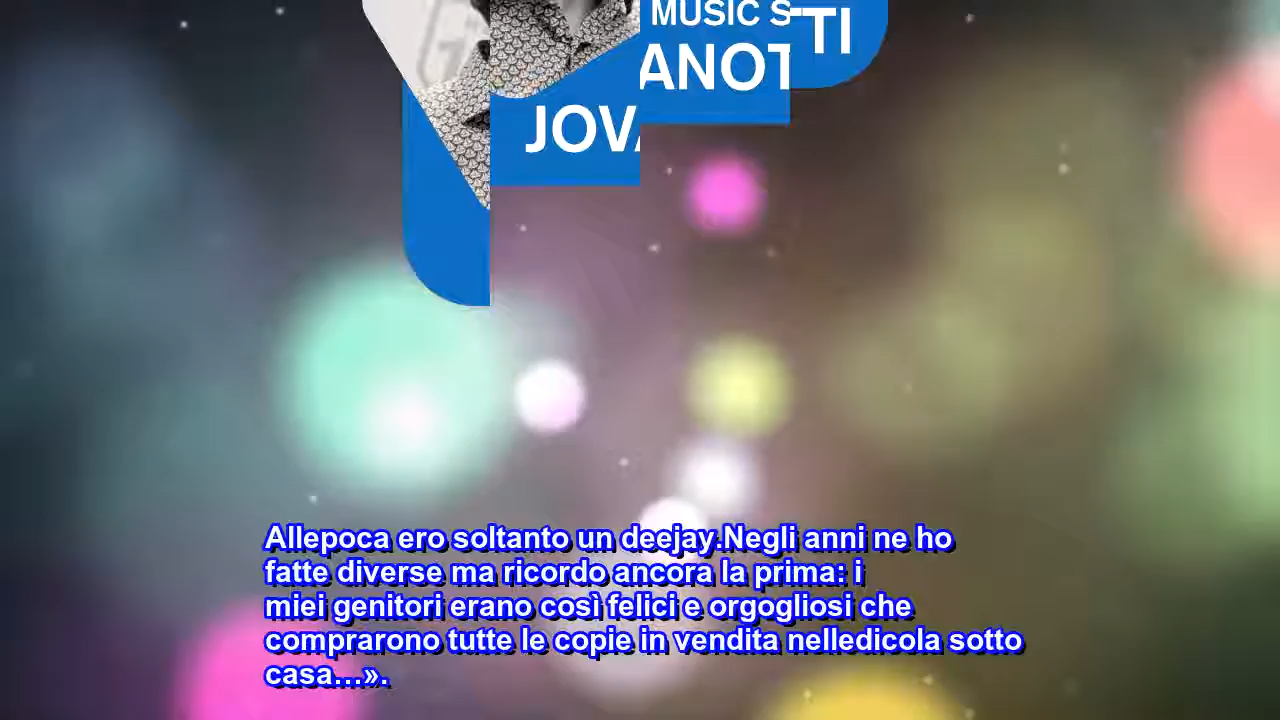 MUSIC S
TI
ANOT
JOVA
Allepoca ero soltanto un deejay.Negli anni ne ho
fatte diverse ma ricordo ancora la prima: i
miei genitori erano così felici e orgogliosi che
comprarono tutte le copie in vendita nelledicola sotto
casa…».